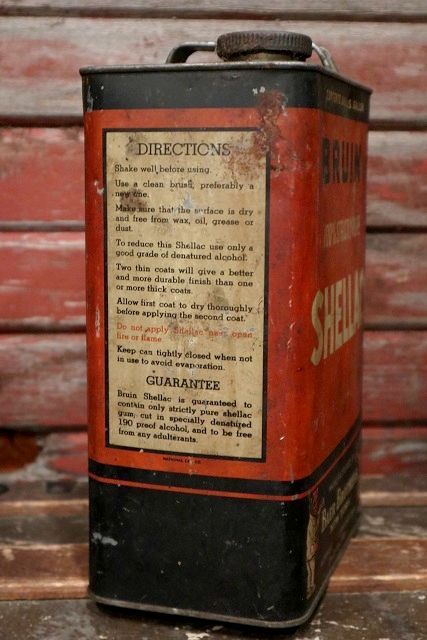 DIRECTIONS
Shake well before using.
Use a clean brush, preferably a
new one.
Make sure that the surface is dry
and free from wax, oil, grease or
dust.
To reduce this Shellac use only a
good grade of denatured alcohol.
Two thin coats will give a better
and more durable finish than one
or more thick coats.
Allow first coat to dry thoroughly
before applying the second coat.
Do not apply Shellac near open
fire or flame.
Keep can tightly closed when not
in use to avoid evaporation.
GUARANTEE
Bruin Shellac is guaranteed to
contain only strictly pure shellac
gum, cut in specially denatured
190 proof alcohol, and to be free
from any adulterants.
NATIONAL CAN CO.
BRUIN
SHELLAC